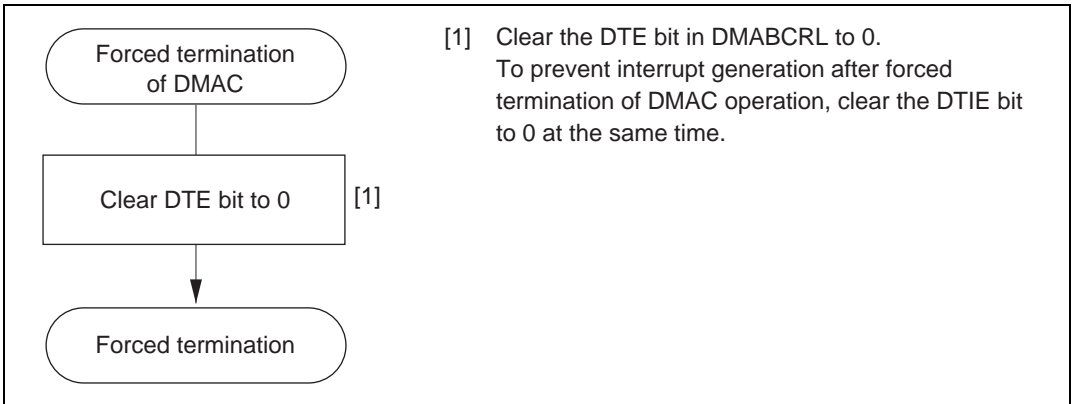 Forced termination
of DMAC
Clear DTE bit to 0
[1]
Forced termination
[1] Clear the DTE bit in DMABCRL to 0.
To prevent interrupt generation after forced
termination of DMAC operation, clear the DTIE bit
to 0 at the same time.